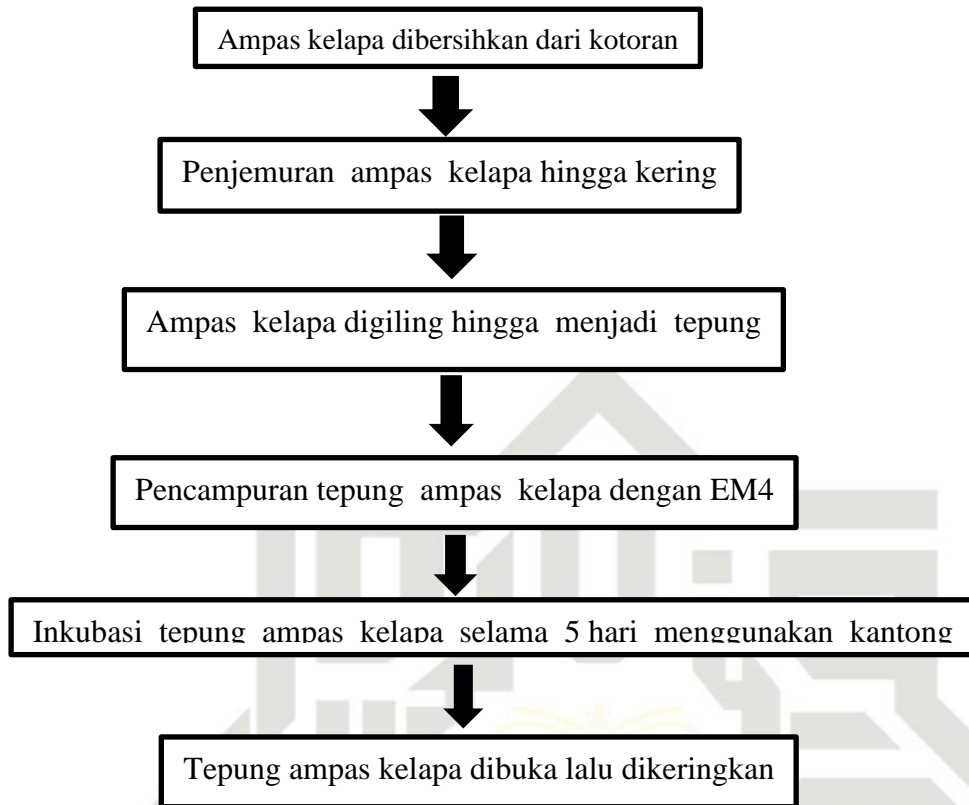 Ampas kelapa dibersihkan dari kotoran
Penjemuran ampas kelapa hingga kering
Ampas kelapa digiling hingga menjadi tepung
Pencampuran tepung ampas kelapa dengan EM4
Inkubasi tepung ampas kelapa selama 5 hari menggunakan kantong
Tepung ampas kelapa dibuka lalu dikeringkan